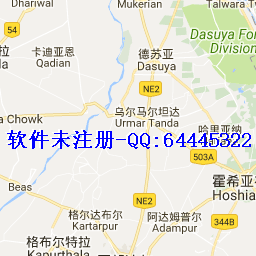 Dhariwal
Mukerian
Talwara Tow
54
Dasuya Fo
Division
卡迪亚恩
Qadian
德苏亚
Dasuya
NE2
a Chowk
乌尔马尔坦达
Urmar Tanda
哈里亚纳
软件未注册-QQ:64445322
503A
Beas
霍希亚
Hoshia
NE2
格尔达布尔
Kartarpur
阿达姆普尔
Adampur
344B
格布尔特拉
Kapurthala